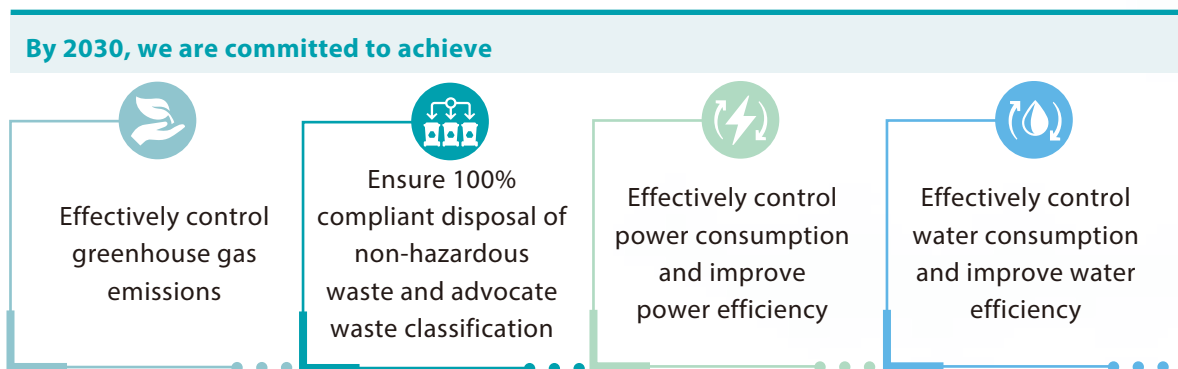 By 2030, we are committed to achieve
Effectively control
greenhouse gas
emissions
Ensure 100%
compliant disposal of
non-hazardous
waste and advocate
waste classification
Effectively control
power consumption
and improve
power efficiency
Effectively control
water consumption
and improve water
efficiency